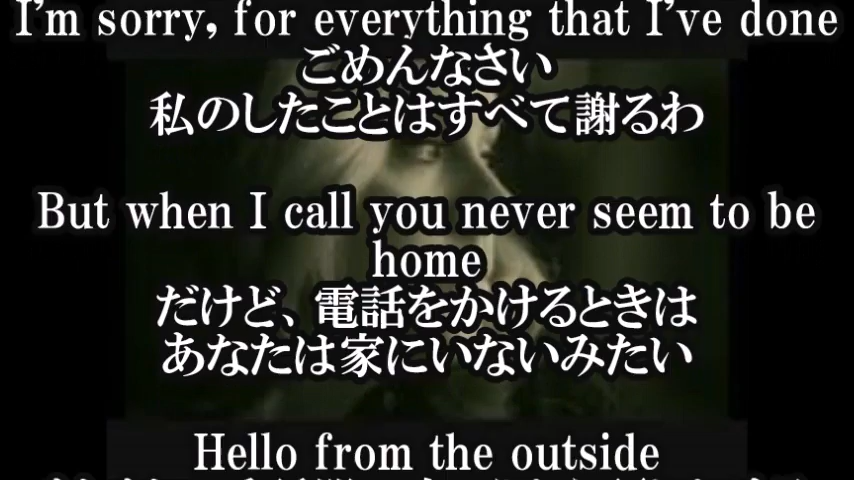 I'm sorry, for everything that I've done
ごめんなさい
私のしたことはすべて謝るわ
But when I call you never seem to be
home
だけど、電話をかけるときは
あなたは家にいないみたい
Hello from the outside